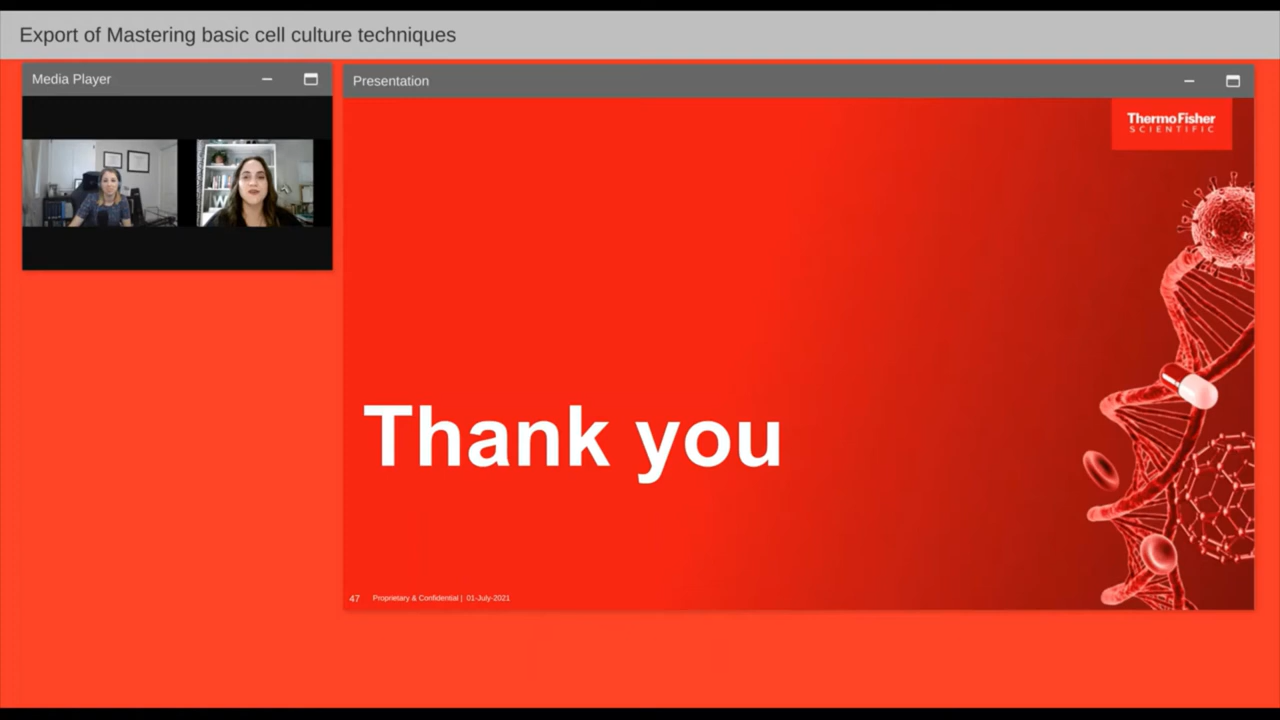 Export of Mastering basic cell culture techniques
Media Player
Presentation
ThermoFisher
SCIENTIFIC
W
Thank you
47 Proprietary & Confidential | 01-July-2021